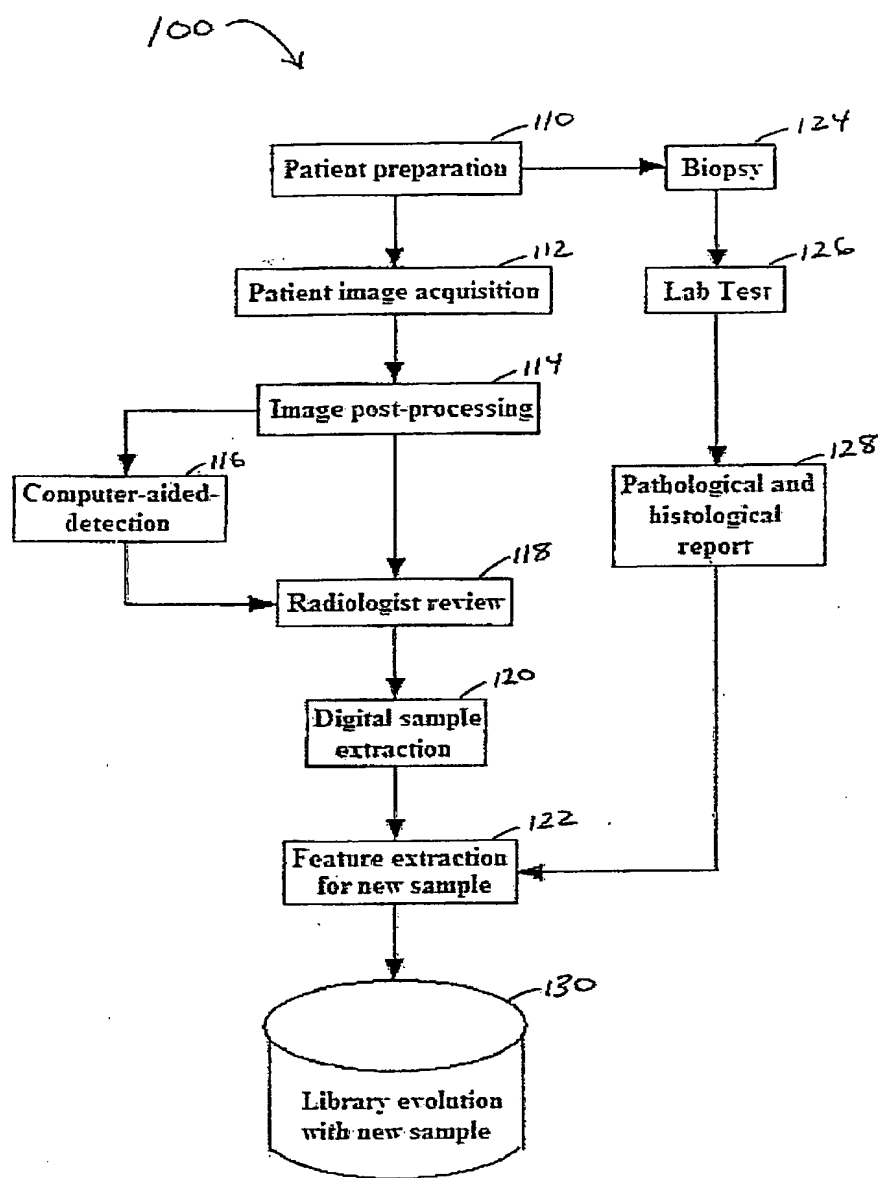 100
110
124
Patient preparation
Biopsy
112
126
Patient image acquisition
Lab Test
114
Image post-processing
116
128
Computer-aided-
detection
Pathological and
histological
report
118
Radiologist review
120
Digital sample
extraction
122
Feature extraction
for new sample
130
Library evolution
with new sample